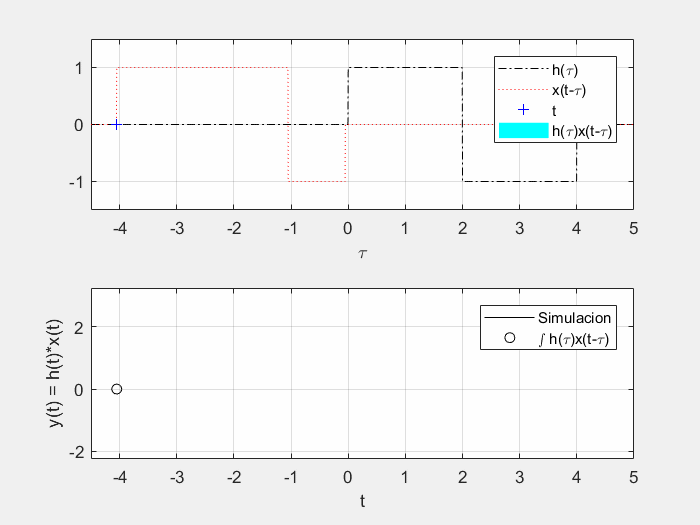 1
0
-1
h(τ)
x(t-τ)
t
h(τ)x(t-τ)
-4 -3 -2 -1 0 1 2 3 4 5
τ
y(t) = h(t)*x(t)
2
0
-2
Simulacion
∫ h(τ)x(t-τ)
-4 -3 -2 -1 0 1 2 3 4 5
t